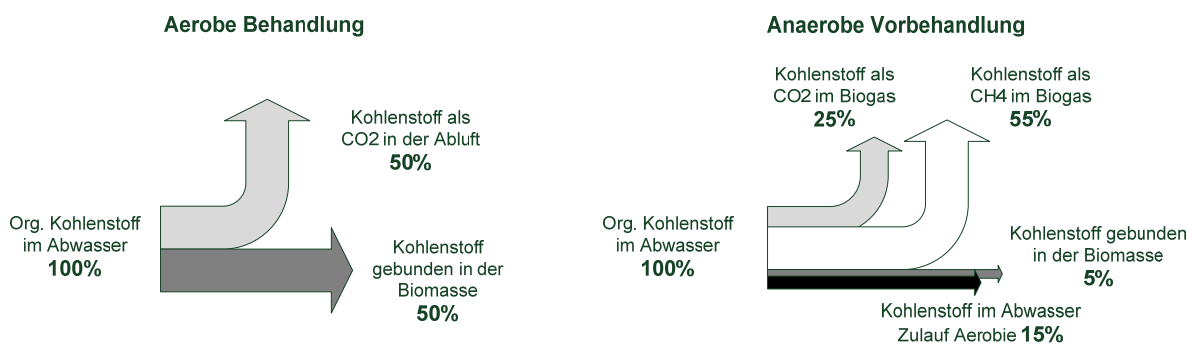 Aerobe Behandlung
Kohlenstoff als
CO2 in der Abluft
50%
Org. Kohlenstoff
im Abwasser
100%
Kohlenstoff
gebunden in der
Biomasse
50%
Anaerobe Vorbehandlung
Kohlenstoff als
CO2 im Biogas
25%
Kohlenstoff als
CH4 im Biogas
55%
Org. Kohlenstoff
im Abwasser
100%
Kohlenstoff gebunden
in der Biomasse
5%
Kohlenstoff im Abwasser
Zulauf Aerobie 15%